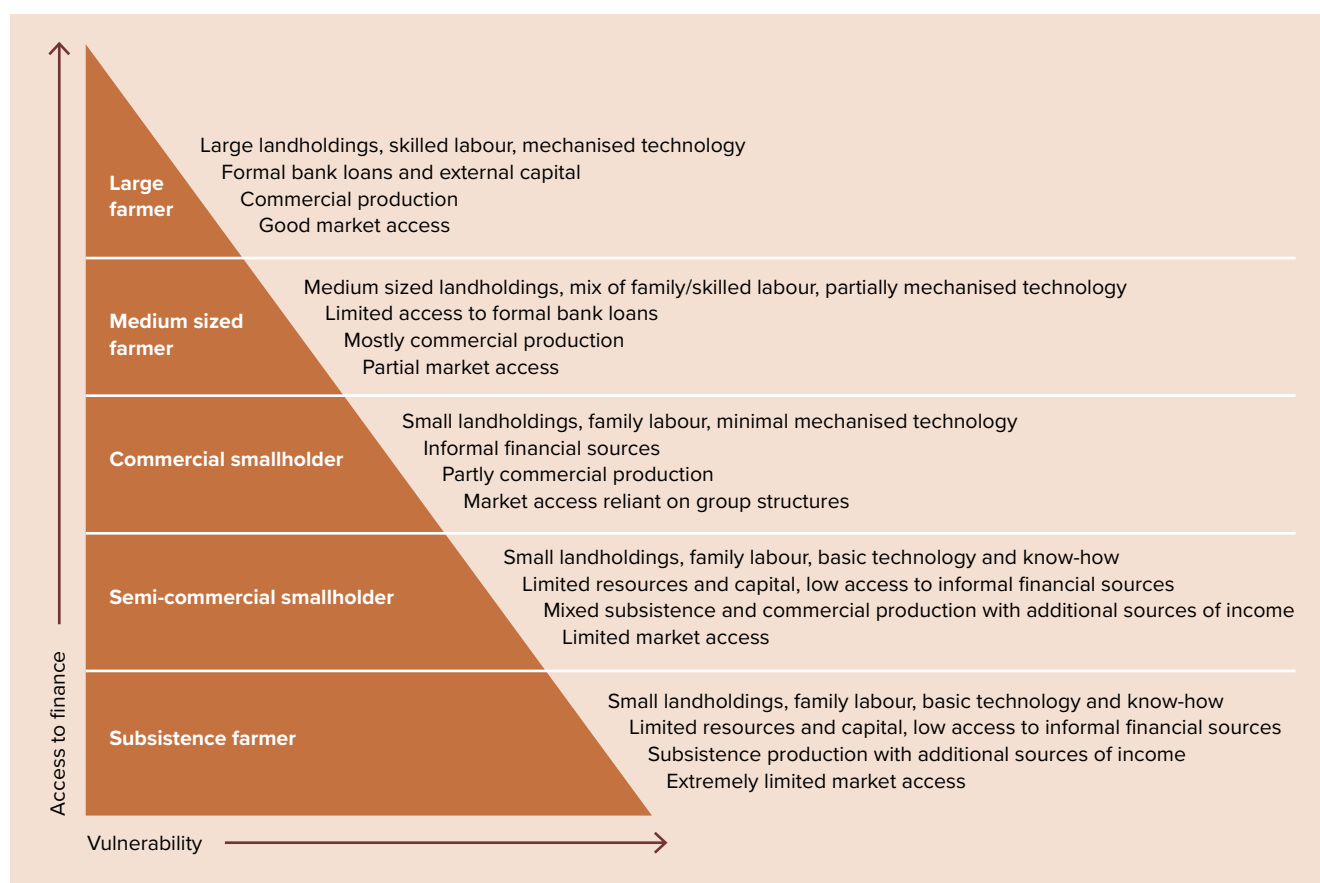 Large
farmer
Large landholdings, skilled labour, mechanised technology
Formal bank loans and external capital
Commercial production
Good market access
Medium sized
farmer
Medium sized landholdings, mix of family/skilled labour, partially mechanised technology
Limited access to formal bank loans
Mostly commercial production
Partial market access
Commercial smallholder
Small landholdings, family labour, minimal mechanised technology
Informal financial sources
Partly commercial production
Market access reliant on group structures
Semi-commercial smallholder
Small landholdings, family labour, basic technology and know-how
Limited resources and capital, low access to informal financial sources
Mixed subsistence and commercial production with additional sources of income
Limited market access
Subsistence farmer
Small landholdings, family labour, basic technology and know-how
Limited resources and capital, low access to informal financial sources
Subsistence production with additional sources of income
Extremely limited market access
Access to finance
Vulnerability